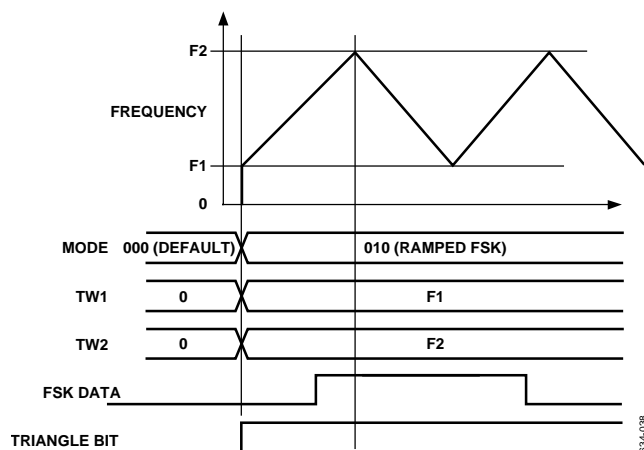 F2
FREQUENCY
F1
0
MODE 000 (DEFAULT) 010 (RAMPED FSK)
TW1 0 F1
TW2 0 F2
FSK DATA
TRIANGLE BIT